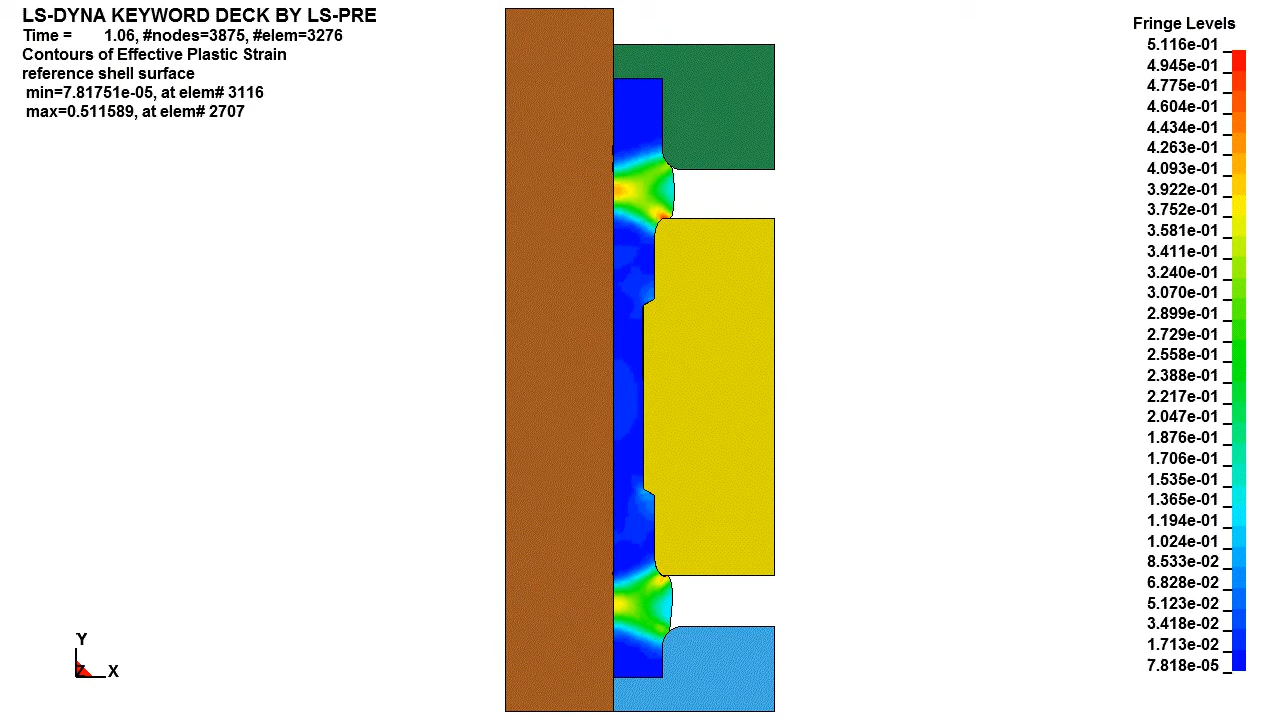 LS-DYNA KEYWORD DECK BY LS-PRE
Time = 1.06, #nodes=3875, #elem=3276
Contours of Effective Plastic Strain
reference shell surface
min=7.81751e-05, at elem# 3116
max=0.511589, at elem# 2707
Fringe Levels
5.116e-01
4.945e-01
4.775e-01
4.604e-01
4.434e-01
4.263e-01
4.093e-01
3.922e-01
3.752e-01
3.581e-01
3.411e-01
3.240e-01
3.070e-01
2.899e-01
2.729e-01
2.558e-01
2.388e-01
2.217e-01
2.047e-01
1.876e-01
1.706e-01
1.535e-01
1.365e-01
1.194e-01
1.024e-01
8.533e-02
6.828e-02
5.123e-02
3.418e-02
1.713e-02
7.818e-05
Y
Z X